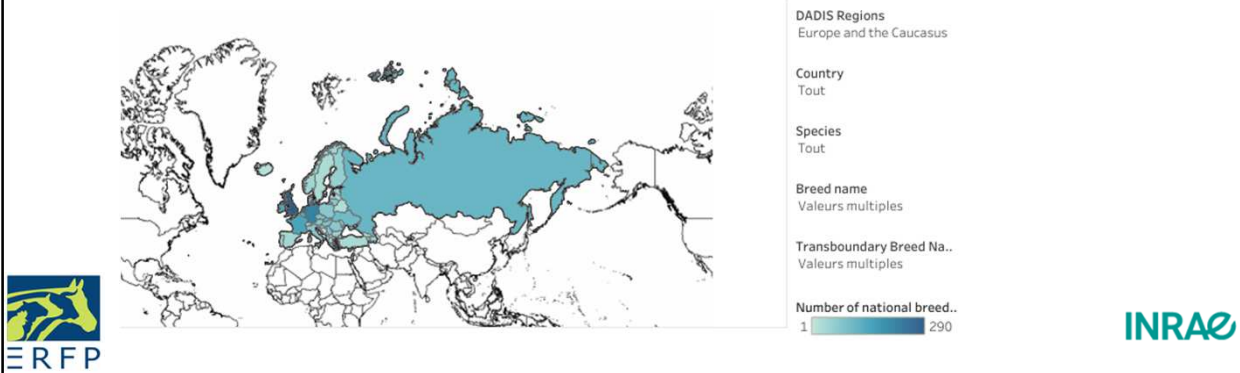 DADIS Regions
Europe and the Caucasus
Country
Tout
Species
Tout
Breed name
Valeurs multiples
Transboundary Breed Na..
Valeurs multiples
Number of national breed..
1 290
ERFP
INRAE